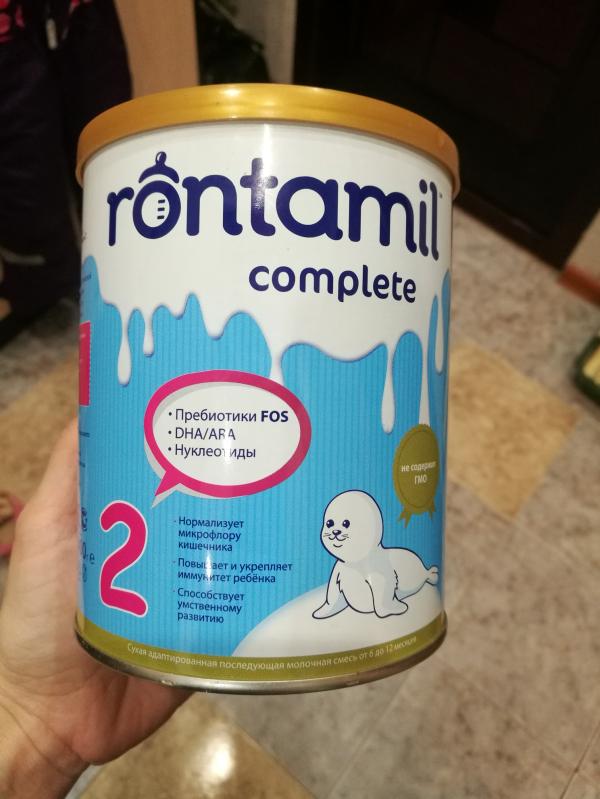 rôntamil
complete
• Пребиотики FOS
• DHA/ARA
• Нуклеотиды
не содержит
ГМО
2
· Нормализует
микрофлору
кишечника
· Повышает и укрепляет
иммунитет ребёнка
· Способствует
умственному
развитию
Сухая адаптированная последующая молочная смесь от 6 до 12 месяцев